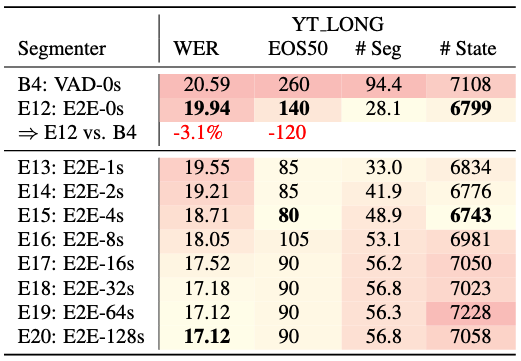 YT_LONG
Segmenter WER EOS50 # Seg # State
B4: VAD-0s 20.59 260 94.4 7108
E12: E2E-0s 19.94 140 28.1 6799
⇒ E12 vs. B4 -3.1% -120
E13: E2E-1s 19.55 85 33.0 6834
E14: E2E-2s 19.21 85 41.9 6776
E15: E2E-4s 18.71 80 48.9 6743
E16: E2E-8s 18.05 105 53.1 6981
E17: E2E-16s 17.52 90 56.2 7050
E18: E2E-32s 17.18 90 56.8 7023
E19: E2E-64s 17.12 90 56.3 7228
E20: E2E-128s 17.12 90 56.8 7058